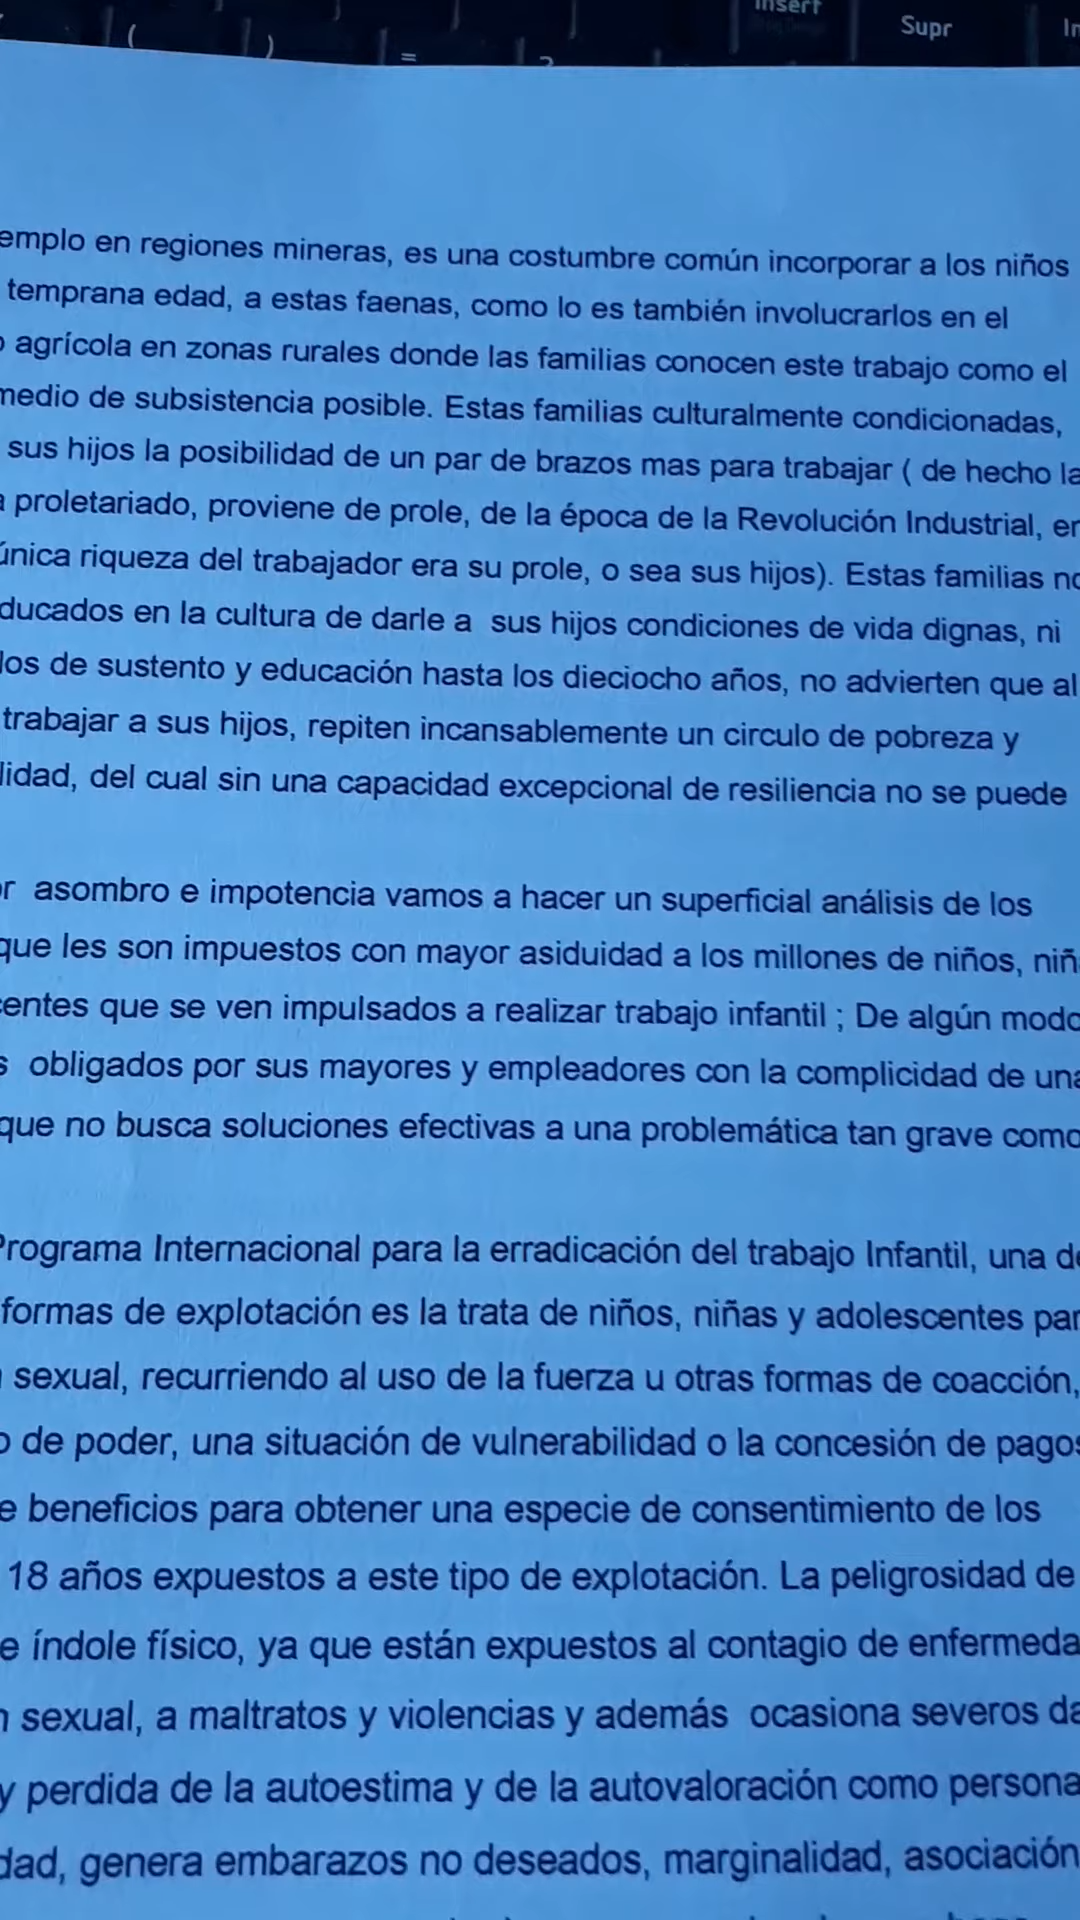 Insert
Supr
( ) = ?
emplo en regiones mineras, es una costumbre común incorporar a los niños
temprana edad, a estas faenas, como lo es también involucrarlos en el
o agrícola en zonas rurales donde las familias conocen este trabajo como el
medio de subsistencia posible. Estas familias culturalmente condicionadas,
sus hijos la posibilidad de un par de brazos mas para trabajar ( de hecho la
a proletariado, proviene de prole, de la época de la Revolución Industrial, en
única riqueza del trabajador era su prole, o sea sus hijos). Estas familias no
ducados en la cultura de darle a  sus hijos condiciones de vida dignas, ni
los de sustento y educación hasta los dieciocho años, no advierten que al
trabajar a sus hijos, repiten incansablemente un circulo de pobreza y
lidad, del cual sin una capacidad excepcional de resiliencia no se puede
or  asombro e impotencia vamos a hacer un superficial análisis de los
que les son impuestos con mayor asiduidad a los millones de niños, niñ
centes que se ven impulsados a realizar trabajo infantil ; De algún modo
s  obligados por sus mayores y empleadores con la complicidad de una
que no busca soluciones efectivas a una problemática tan grave como
Programa Internacional para la erradicación del trabajo Infantil, una de
formas de explotación es la trata de niños, niñas y adolescentes par
sexual, recurriendo al uso de la fuerza u otras formas de coacción,
o de poder, una situación de vulnerabilidad o la concesión de pagos
e beneficios para obtener una especie de consentimiento de los
18 años expuestos a este tipo de explotación. La peligrosidad de
e índole físico, ya que están expuestos al contagio de enfermeda
n sexual, a maltratos y violencias y además  ocasiona severos da
y perdida de la autoestima y de la autovaloración como persona
dad, genera embarazos no deseados, marginalidad, asociación